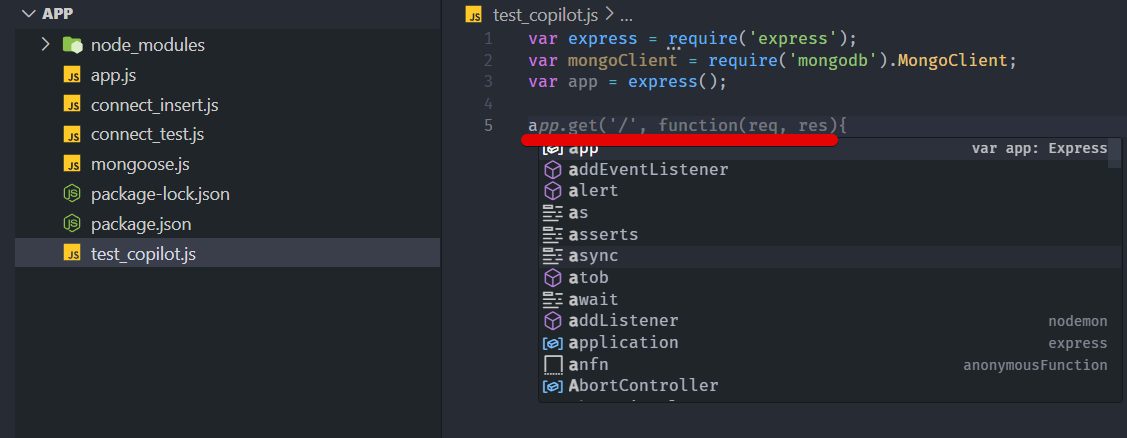 APP
node_modules
app.js
connect_insert.js
connect_test.js
mongoose.js
package-lock.json
package.json
test_copilot.js
test_copilot.js > ...
1 var express = require('express');
2 var mongoClient = require('mongodb').MongoClient;
3 var app = express();
4
5 app.get('/', function(req, res){
app var app: Express
addEventListener
alert
as
asserts
async
atob
await
addListener nodemon
application express
anfn anonymousFunction
AbortController